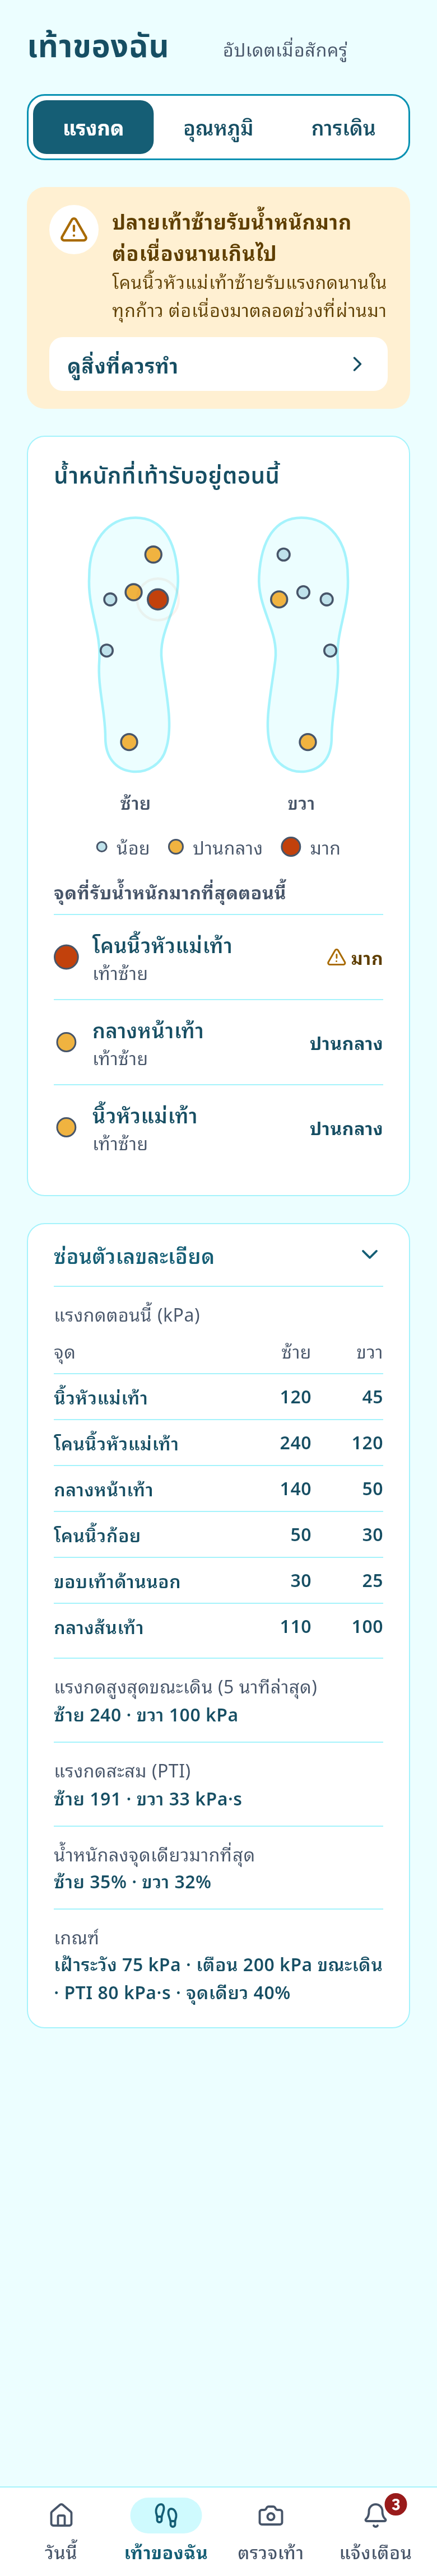 เท้าของฉัน
อัปเดตเมื่อสักครู่
แรงกด
อุณหภูมิ
การเดิน
ปลายเท้าซ้ายรับน้ำหนักมาก
ต่อเนื่องนานเกินไป
โคนนิ้วหัวแม่เท้าซ้ายรับแรงกดนานใน
ทุกก้าว ต่อเนื่องมาตลอดช่วงที่ผ่านมา
ดูสิ่งที่ควรทำ
น้ำหนักที่เท้ารับอยู่ตอนนี้
ซ้าย
ขวา
น้อย
ปานกลาง
มาก
จุดที่รับน้ำหนักมากที่สุดตอนนี้
โคนนิ้วหัวแม่เท้า
เท้าซ้าย
มาก
กลางหน้าเท้า
เท้าซ้าย
ปานกลาง
นิ้วหัวแม่เท้า
เท้าซ้าย
ปานกลาง
ซ่อนตัวเลขละเอียด
แรงกดตอนนี้ (kPa)
จุด ซ้าย ขวา
นิ้วหัวแม่เท้า 120 45
โคนนิ้วหัวแม่เท้า 240 120
กลางหน้าเท้า 140 50
โคนนิ้วก้อย 50 30
ขอบเท้าด้านนอก 30 25
กลางส้นเท้า 110 100
แรงกดสูงสุดขณะเดิน (5 นาทีล่าสุด)
ซ้าย 240 · ขวา 100 kPa
แรงกดสะสม (PTI)
ซ้าย 191 · ขวา 33 kPa·s
น้ำหนักลงจุดเดียวมากที่สุด
ซ้าย 35% · ขวา 32%
เกณฑ์
เฝ้าระวัง 75 kPa · เตือน 200 kPa ขณะเดิน
· PTI 80 kPa·s · จุดเดียว 40%
3
วันนี้
เท้าของฉัน
ตรวจเท้า
แจ้งเตือน